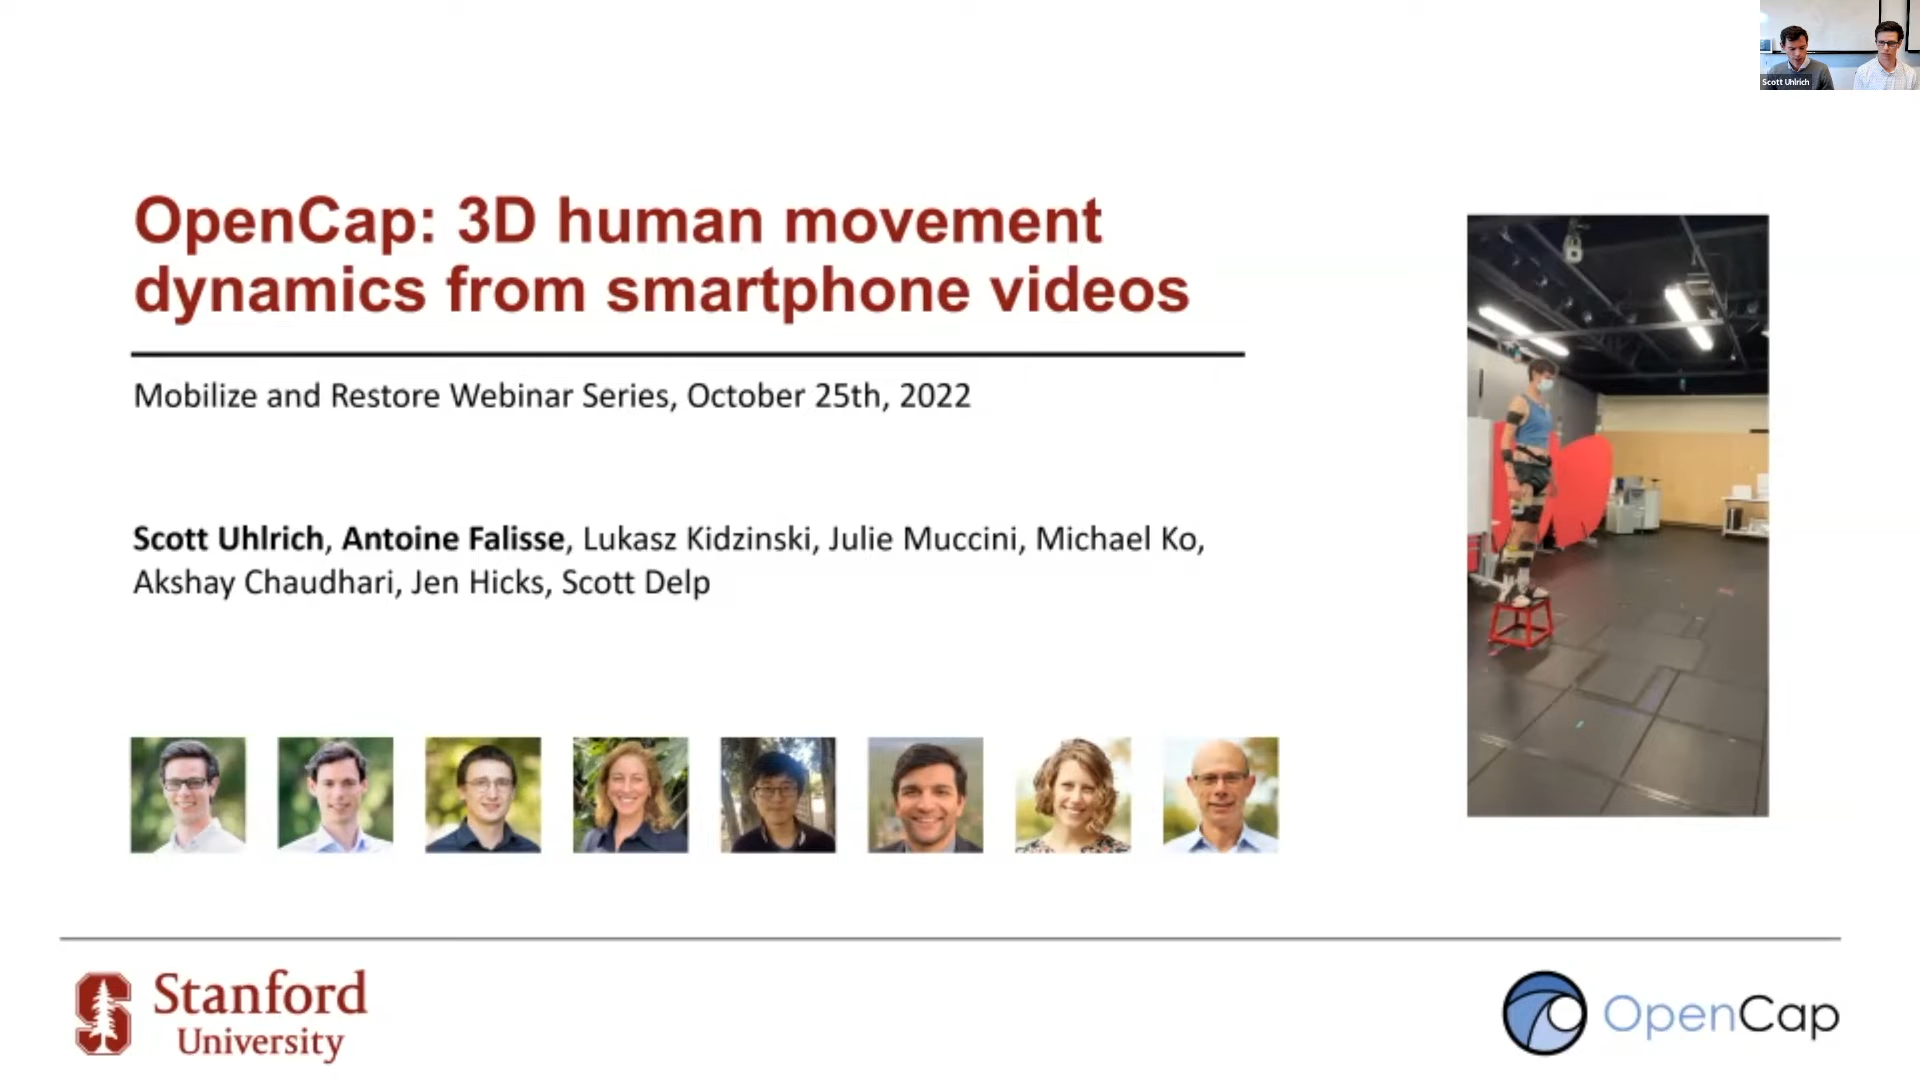 Scott Uhlrich
OpenCap: 3D human movement
dynamics from smartphone videos
Mobilize and Restore Webinar Series, October 25th, 2022
Scott Uhlrich, Antoine Falisse, Lukasz Kidzinski, Julie Muccini, Michael Ko,
Akshay Chaudhari, Jen Hicks, Scott Delp
Stanford
University
OpenCap